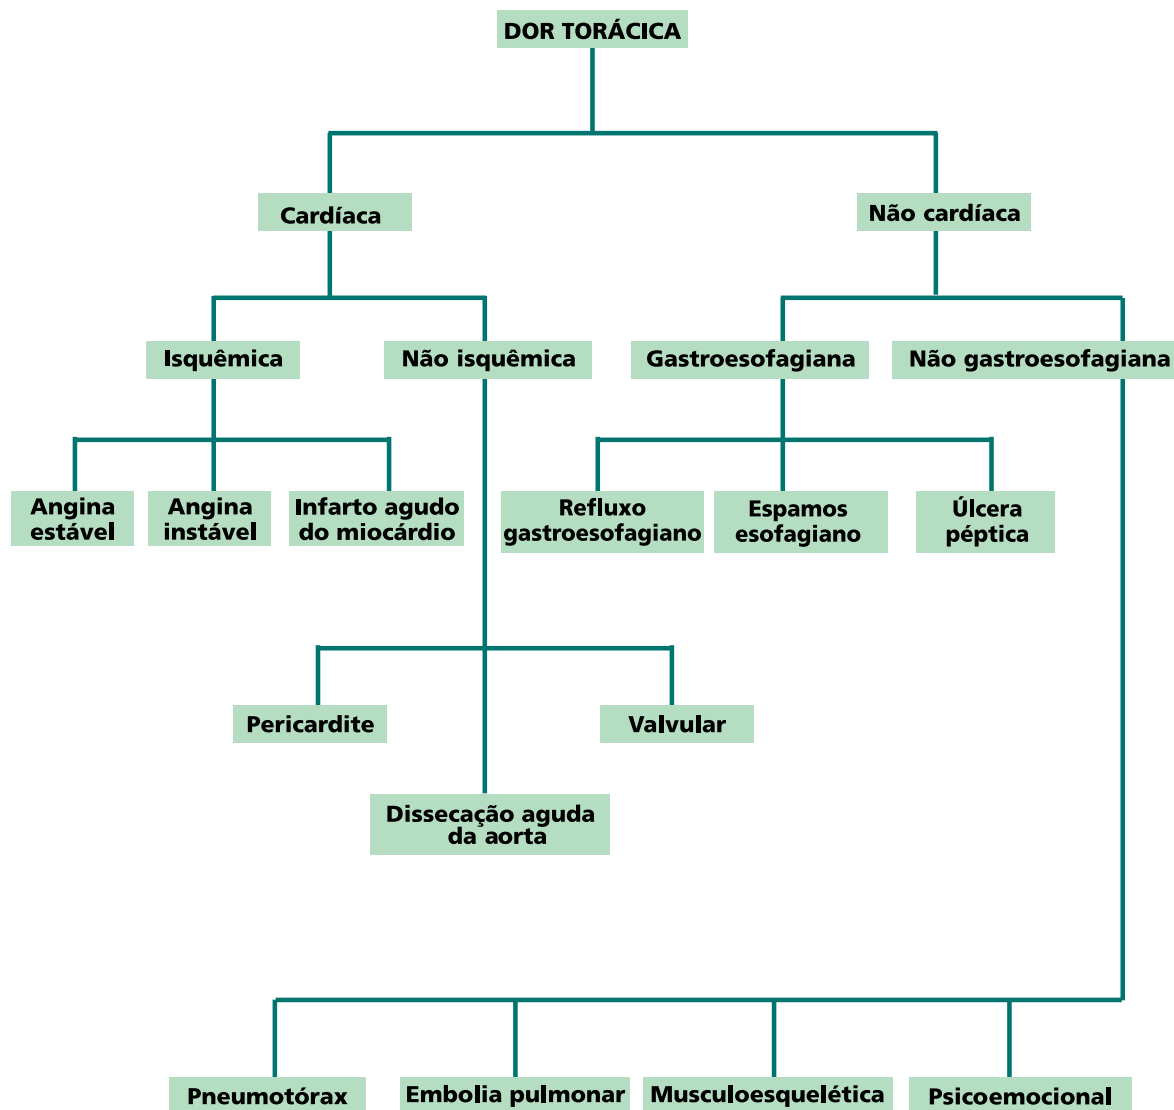 DOR TORÁCICA
Cardíaca
Não cardíaca
Isquêmica
Não isquêmica
Gastroesofagiana
Não gastroesofagiana
Angina
estável
Angina
instável
Infarto agudo
do miocárdio
Refluxo
gastroesofagiano
Espamos
esofagiano
Úlcera
péptica
Pericardite
Valvular
Dissecação aguda
da aorta
Pneumotórax
Embolia pulmonar
Musculoesquelética
Psicoemocional